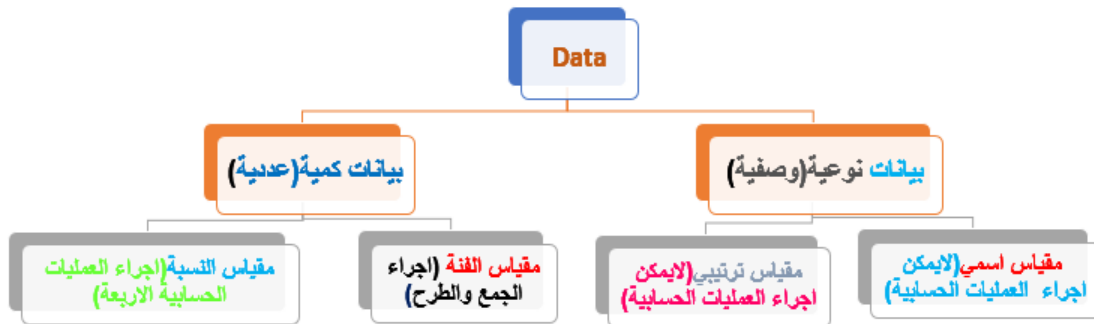 Data
بيانات نوعية(وصفية)
بيانات كمية(عددية)
مقياس اسمي(لايمكن
اجراء العمليات الحسابية)
مقياس ترتيبي(لايمكن
اجراء العمليات الحسابية)
مقياس الفئة (اجراء
الجمع والطرح)
مقياس النسبة(اجراء العمليات
الحسابية الاربعة)